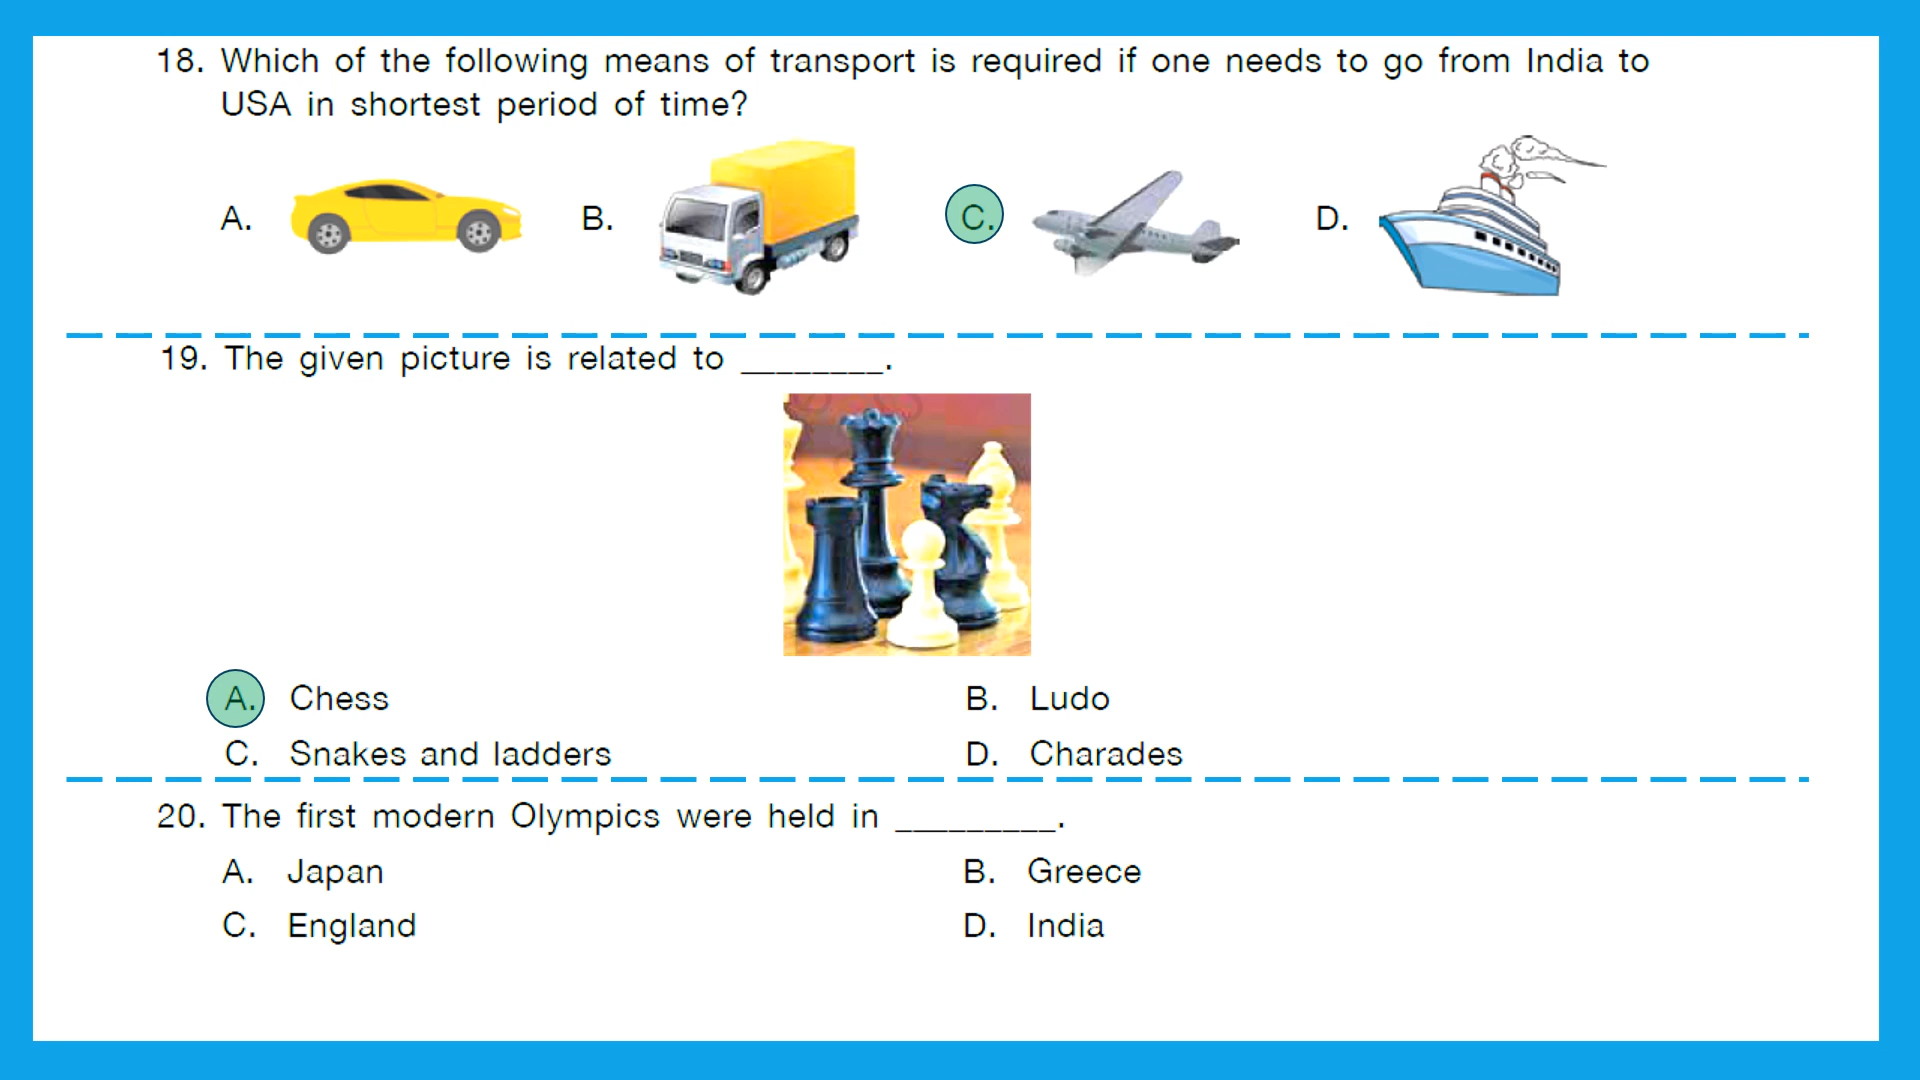 18. Which of the following means of transport is required if one needs to go from India to
USA in shortest period of time?
A. B. C. D.
19. The given picture is related to ________.
A. Chess B. Ludo
C. Snakes and ladders D. Charades
20. The first modern Olympics were held in _________.
A. Japan B. Greece
C. England D. India